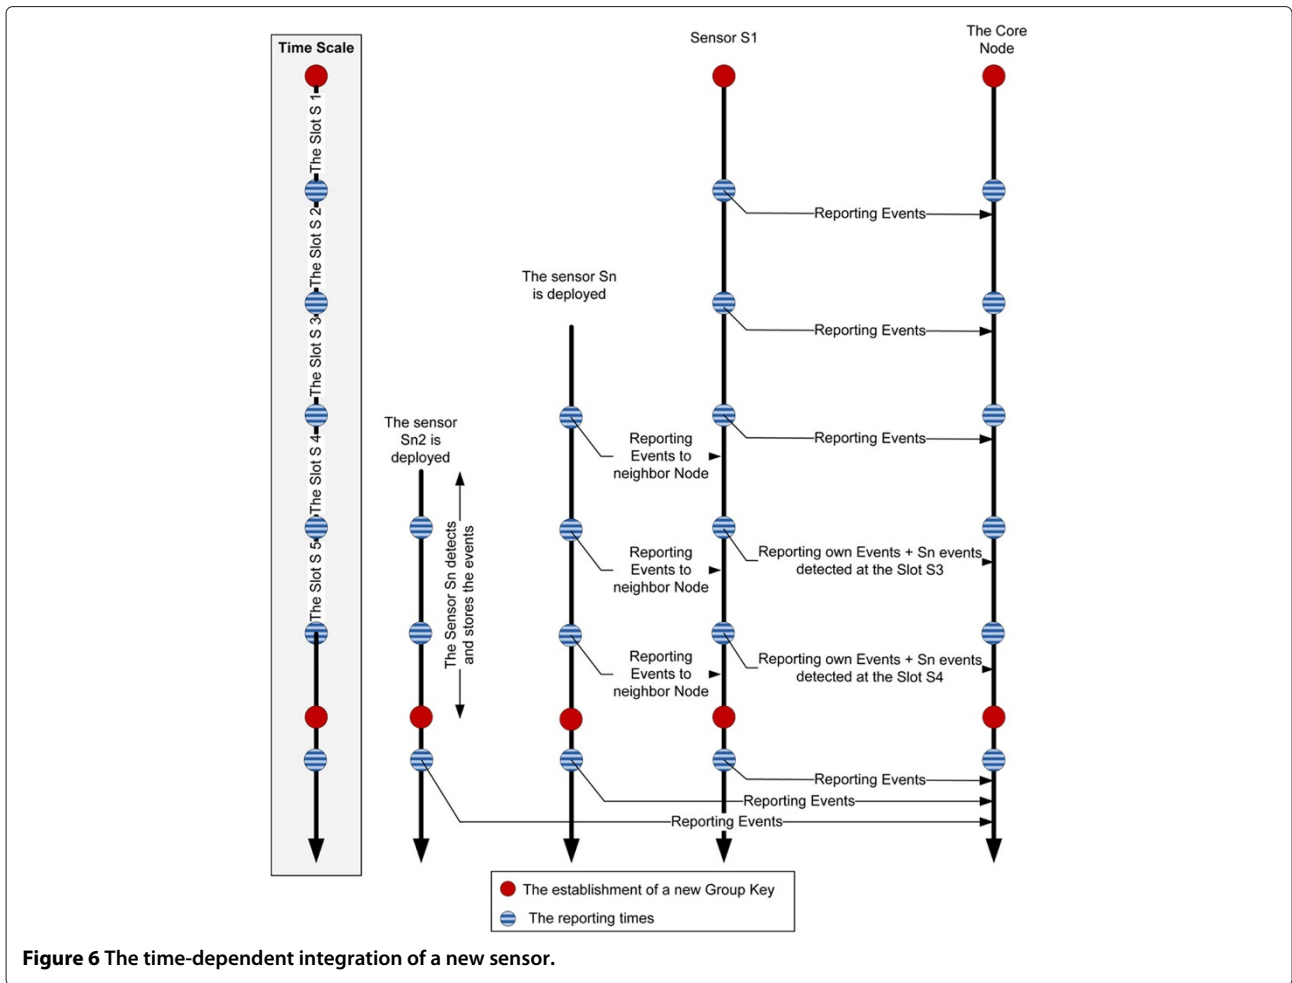 Time Scale
Sensor S1
The Core
Node
The Slot S 1
The Slot S 2
The Slot S 3
The Slot S 4
The Slot S 5
Reporting Events
The sensor Sn
is deployed
Reporting Events
The sensor
Sn2 is
deployed
Reporting
Events to
neighbor Node
Reporting Events
The Sensor Sn detects
and stores the events
Reporting
Events to
neighbor Node
Reporting own Events + Sn events
detected at the Slot S3
Reporting
Events to
neighbor Node
Reporting own Events + Sn events
detected at the Slot S4
Reporting Events
Reporting Events
Reporting Events
The establishment of a new Group Key
The reporting times
Figure 6 The time-dependent integration of a new sensor.